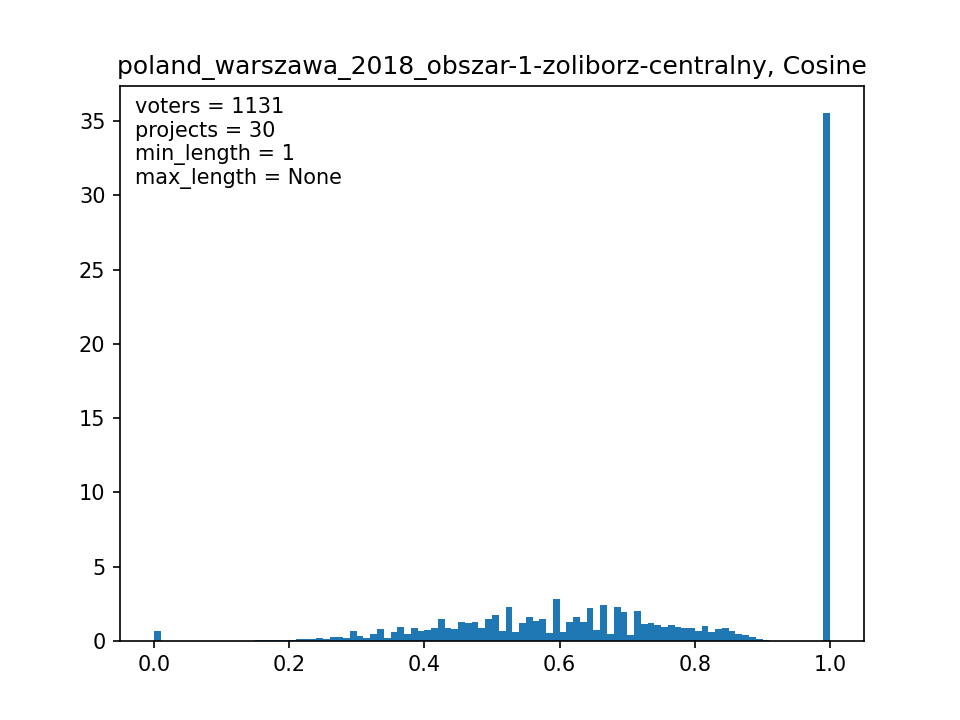 poland_warszawa_2018_obszar-1-zoliborz-centralny, Cosine
voters = 1131
projects = 30
min_length = 1
max_length = None
35
30
25
20
15
10
5
0
0.0 0.2 0.4 0.6 0.8 1.0